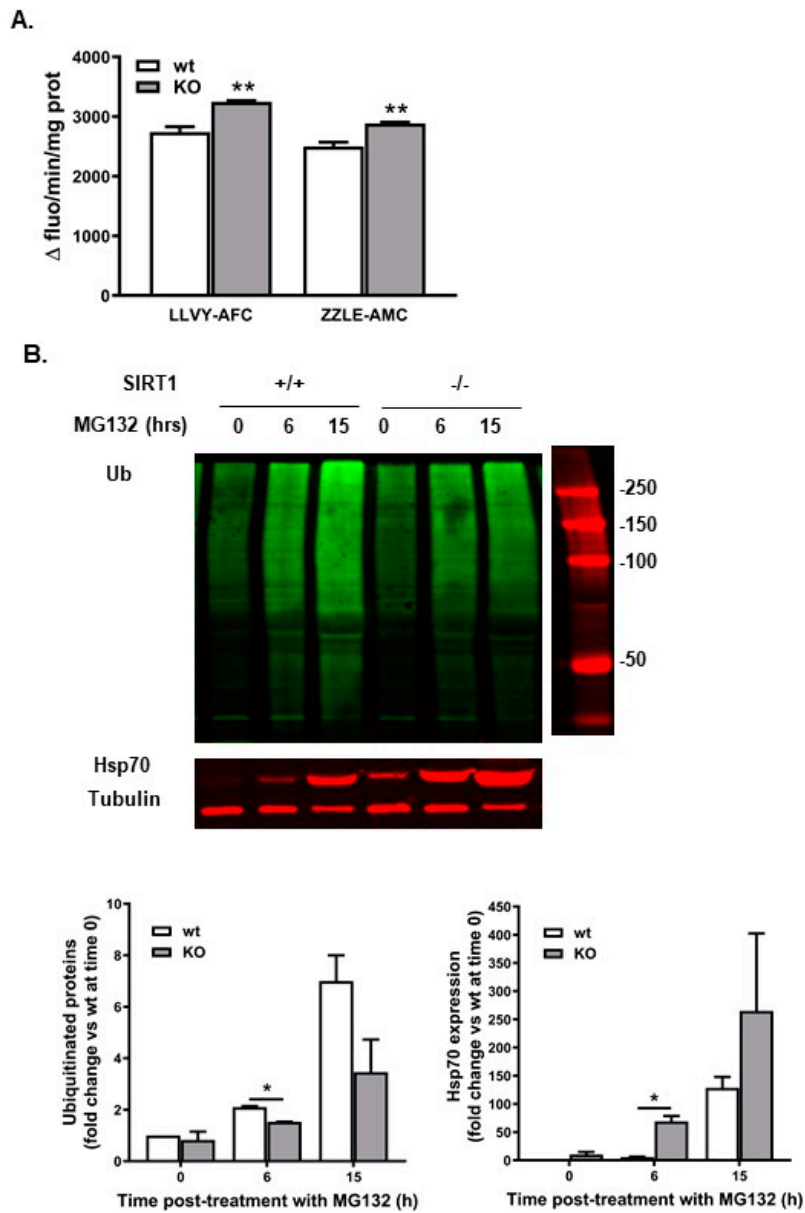 A.
Δ fluo/min/mg prot
4000
3000
2000
1000
0
wt
KO
**
**
LLVY-AFC
ZZLE-AMC
B.
SIRT1
+/+
-/-
MG132 (hrs)
0
6
15
0
6
15
Ub
-250
-150
-100
-50
Hsp70
Tubulin
Ubiquitinated proteins
(fold change vs wt at time 0)
10
8
6
4
2
0
wt
KO
*
0
6
15
Time post-treatment with MG132 (h)
Hsp70 expression
(fold change vs wt at time 0)
450
400
350
300
250
200
150
100
50
0
wt
KO
*
0
6
15
Time post-treatment with MG132 (h)